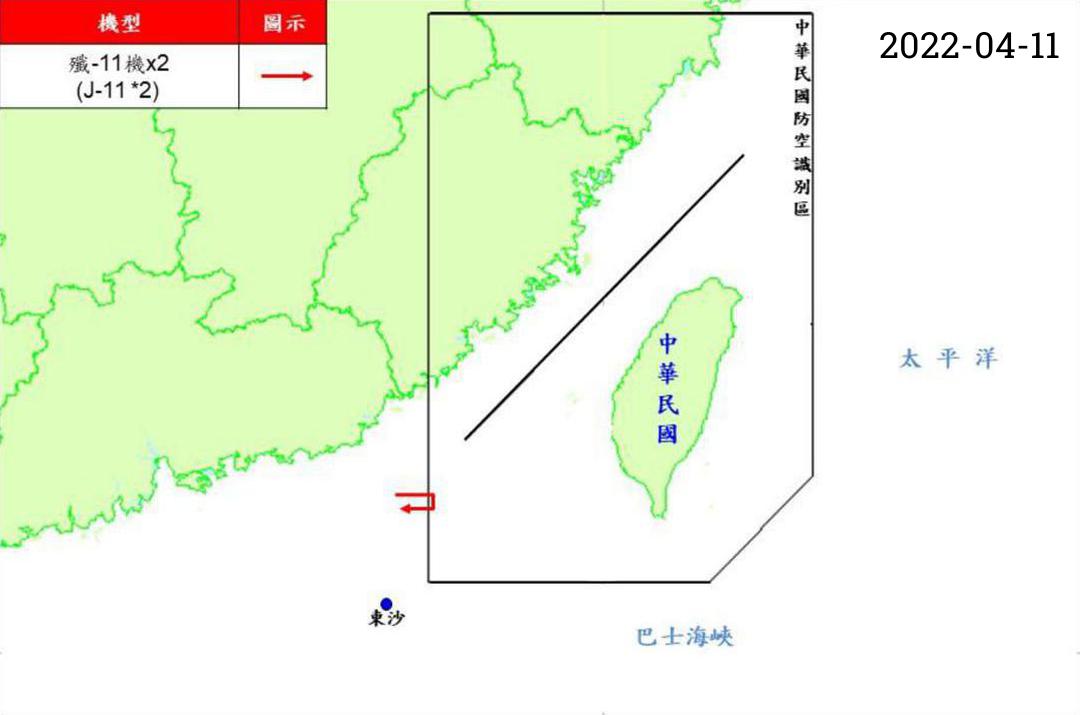 機型 圖示
殲-11機x2
(J-11 *2)
2022-04-11
中華民國防空識別區
中華民國
太平洋
東沙
巴士海峽